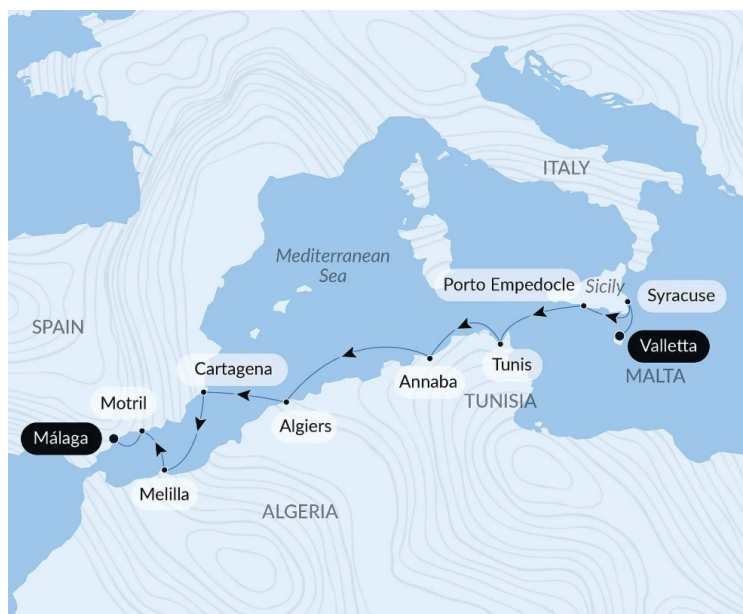 ITALY
Mediterranean
Sea
Sicily
Porto Empedocle
Syracuse
SPAIN
Valletta
Cartagena
Annaba
Tunis
MALTA
Motril
TUNISIA
Málaga
Algiers
Melilla
ALGERIA